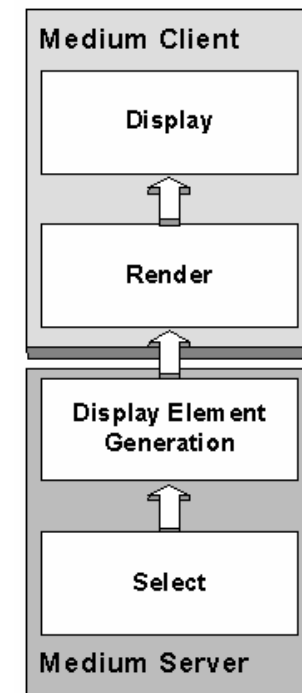 Medium Client
Display
Render
Display Element
Generation
Select
Medium Server